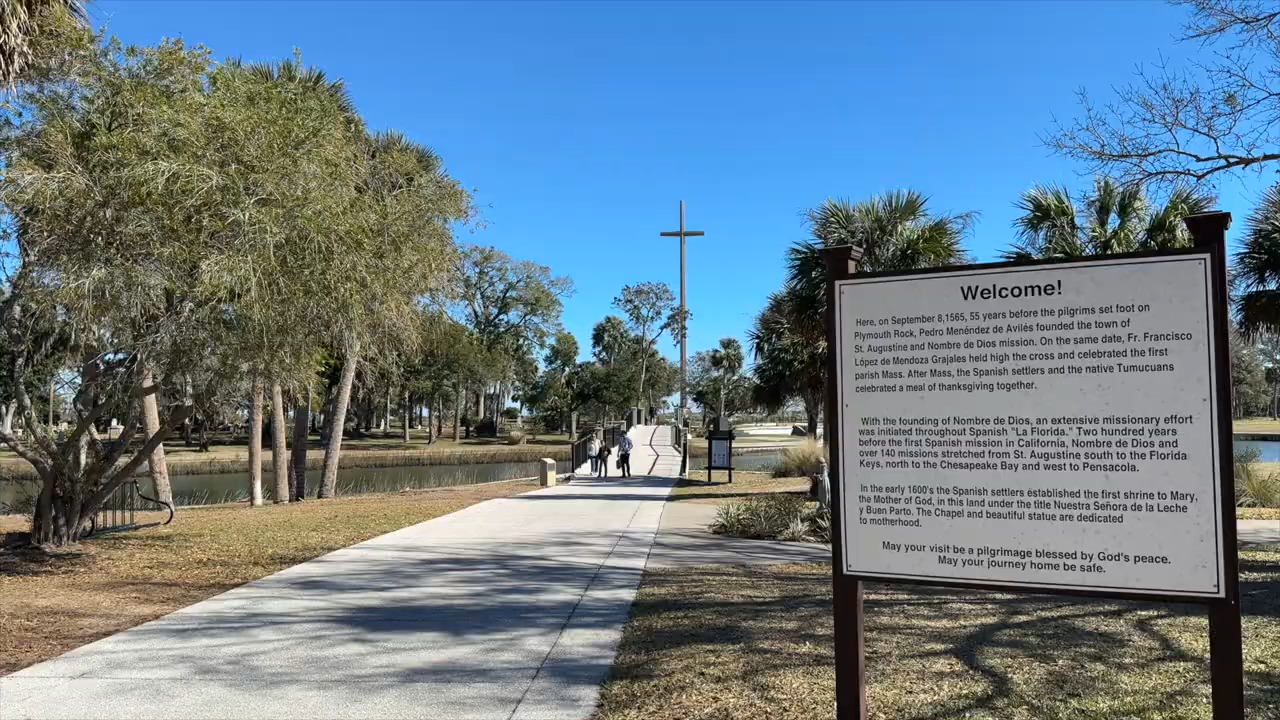 Welcome!
Here, on September 8,1565, 55 years before the pilgrims set foot on
Plymouth Rock, Pedro Menéndez de Avilés founded the town of
St. Augustine and Nombre de Dios mission. On the same date, Fr. Francisco
López de Mendoza Grajales held high the cross and celebrated the first
parish Mass. After Mass, the Spanish settlers and the native Tumucuans
celebrated a meal of thanksgiving together.
With the founding of Nombre de Dios, an extensive missionary effort
was initiated throughout Spanish "La Florida." Two hundred years
before the first Spanish mission in California, Nombre de Dios and
over 140 missions stretched from St. Augustine south to the Florida
Keys, north to the Chesapeake Bay and west to Pensacola.
In the early 1600's the Spanish settlers established the first shrine to Mary,
the Mother of God, in this land under the title Nuestra Señora de la Leche
y Buen Parto. The Chapel and beautiful statue are dedicated
to motherhood.
May your visit be a pilgrimage blessed by God's peace.
May your journey home be safe.